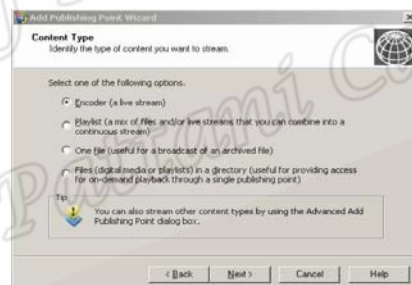 Add Publishing Point Wizard
Content Type
Identify the type of content you want to stream.
Select one of the following options.
Encoder (a live stream)
Playlist (a mix of files and/or live streams that you can combine into a
continuous stream)
One file (useful for a broadcast of an archived file)
Files (digital media or playlists) in a directory (useful for providing access
for on-demand playback through a single publishing point)
Tip
You can also stream other content types by using the Advanced Add
Publishing Point dialog box.
< Back Next > Cancel Help
Pattani